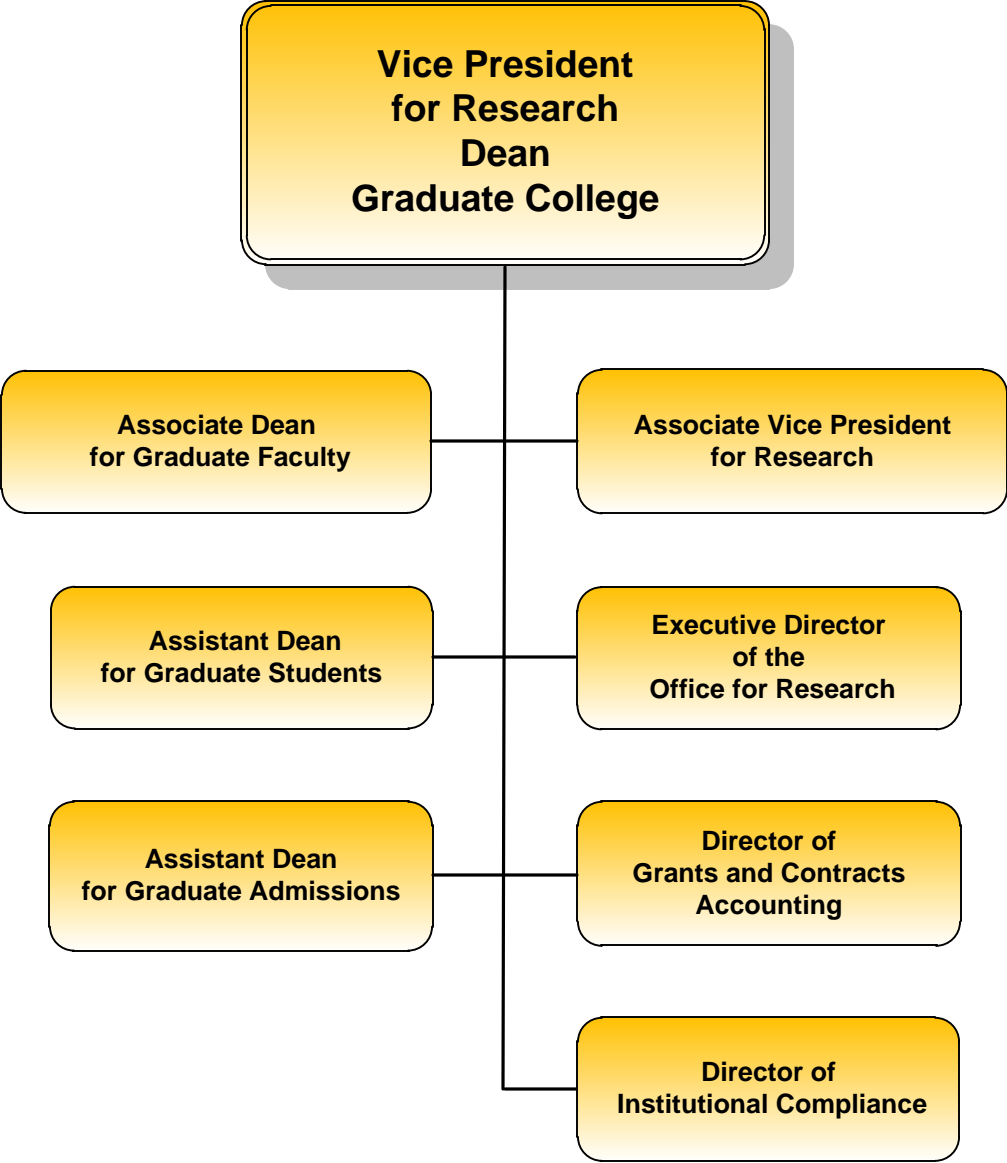 Vice President
for Research
Dean
Graduate College
Associate Dean
for Graduate Faculty
Associate Vice President
for Research
Assistant Dean
for Graduate Students
Executive Director
of the
Office for Research
Assistant Dean
for Graduate Admissions
Director of
Grants and Contracts
Accounting
Director of
Institutional Compliance